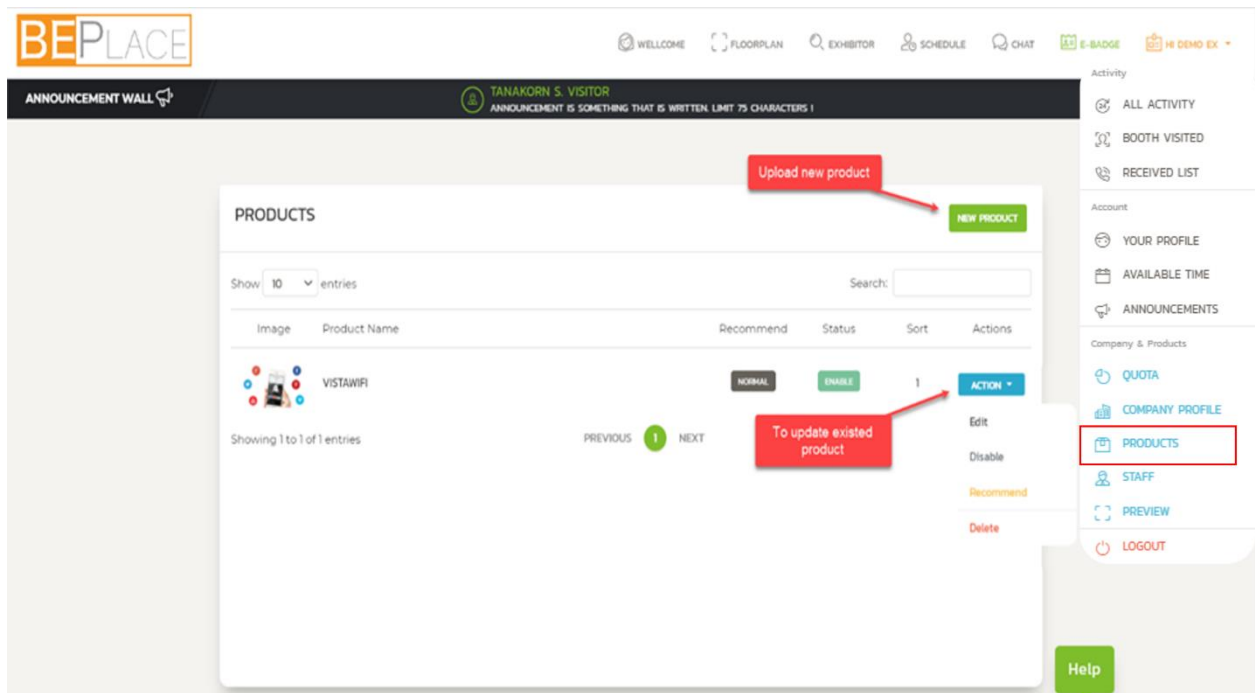 BEPLACE
WELLCOME
FLOORPLAN
EXHIBITOR
SCHEDULE
CHAT
E-BADGE
HI DEMO EX
ANNOUNCEMENT WALL
TANAKORN S. VISITOR
ANNOUNCEMENT IS SOMETHING THAT IS WRITTEN. LIMIT 75 CHARACTERS !
Activity
ALL ACTIVITY
BOOTH VISITED
RECEIVED LIST
Account
YOUR PROFILE
AVAILABLE TIME
ANNOUNCEMENTS
Company & Products
QUOTA
COMPANY PROFILE
PRODUCTS
STAFF
PREVIEW
LOGOUT
Upload new product
PRODUCTS
NEW PRODUCT
Show 10 entries
Search:
Image
Product Name
Recommend
Status
Sort
Actions
VISTAWIFI
NORMAL
ENABLE
1
ACTION
Showing 1 to 1 of 1 entries
PREVIOUS 1 NEXT
To update existed
product
Edit
Disable
Recommend
Delete
Help